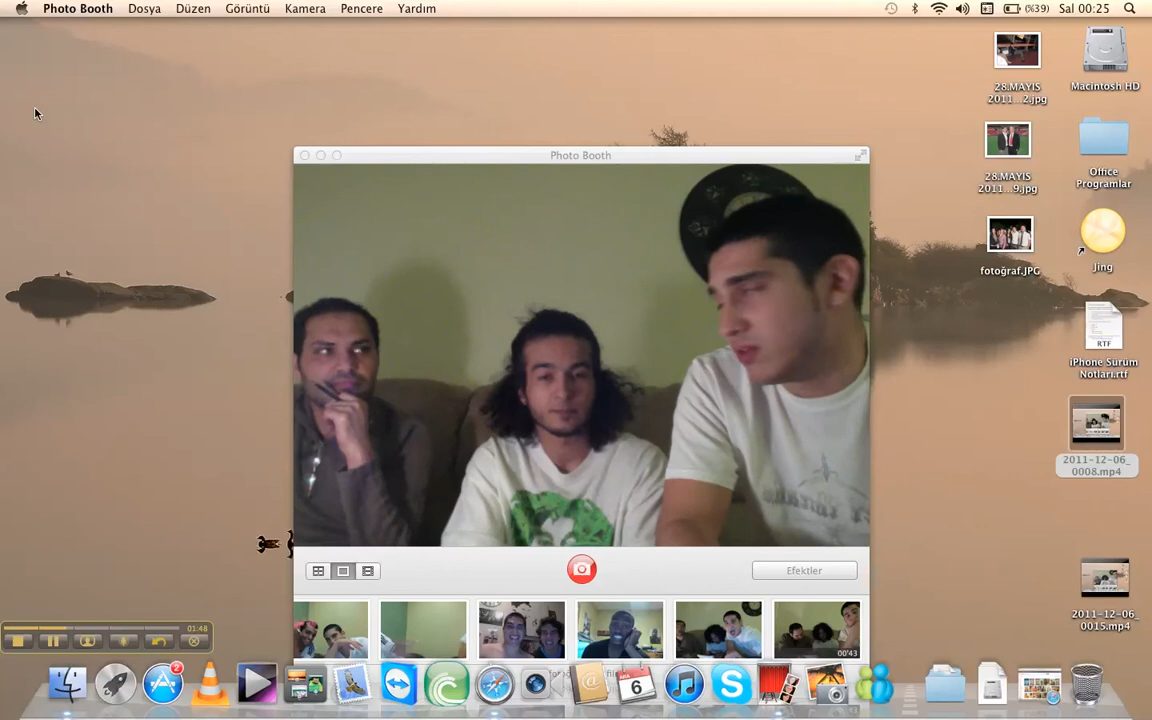 Photo Booth Dosya Düzen Görüntü Kamera Pencere Yardım (%39) Sal 00:25
28.MAYIS
2011...2.jpg
Macintosh HD
Photo Booth
28.MAYIS
2011...9.jpg
Office
Programlar
fotoğraf.JPG
Jing
RTF
iPhone Sürüm
Notları.rtf
2011-12-06_
0008.mp4
Efektler
2011-12-06_
0015.mp4
01:48
00'43
2
ARA
6